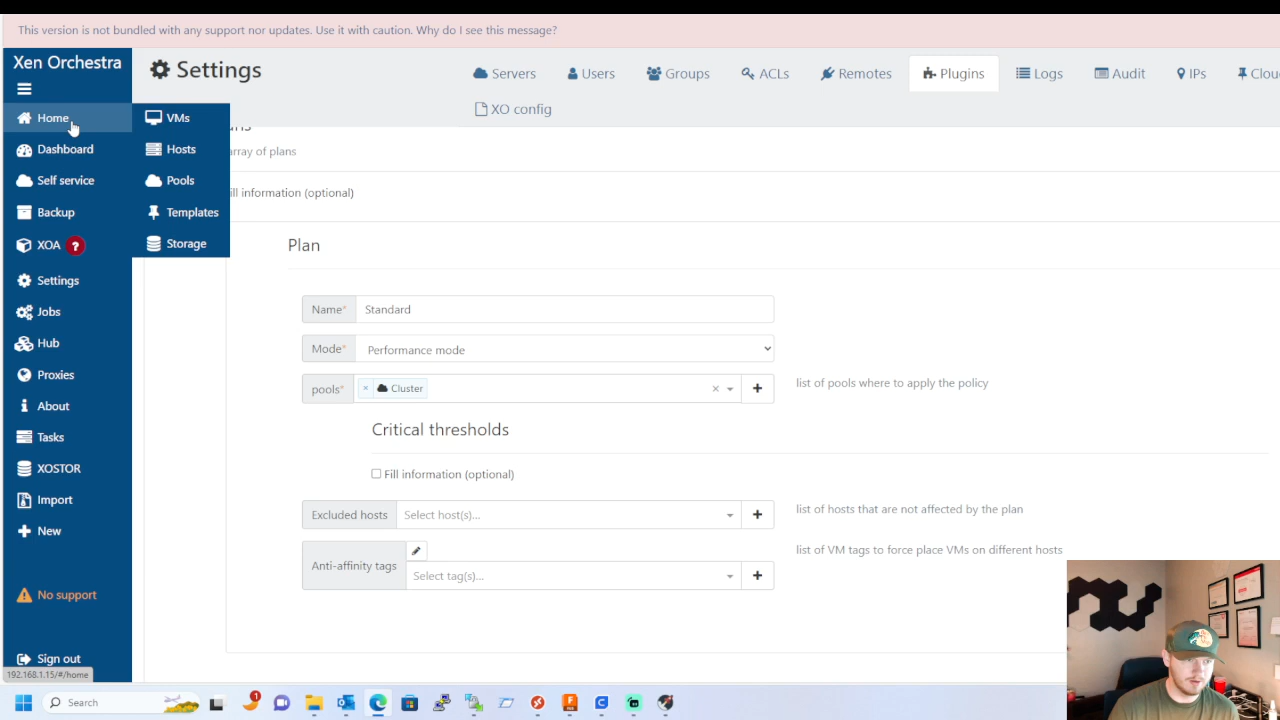 This version is not bundled with any support nor updates. Use it with caution. Why do I see this message?
Xen Orchestra
Settings
Servers
Users
Groups
ACLs
Remotes
Plugins
Logs
Audit
IPs
XO config
Home
Dashboard
Self service
Backup
XOA ?
Settings
Jobs
Hub
Proxies
About
Tasks
XOSTOR
Import
New
No support
Sign out
192.168.1.15/#/home
VMs
Hosts
Pools
Templates
Storage
array of plans
ill information (optional)
Plan
Name* Standard
Mode* Performance mode
pools* × Cluster ×
list of pools where to apply the policy
Critical thresholds
Fill information (optional)
Excluded hosts Select host(s)...
list of hosts that are not affected by the plan
Anti-affinity tags Select tag(s)...
list of VM tags to force place VMs on different hosts
Search
1